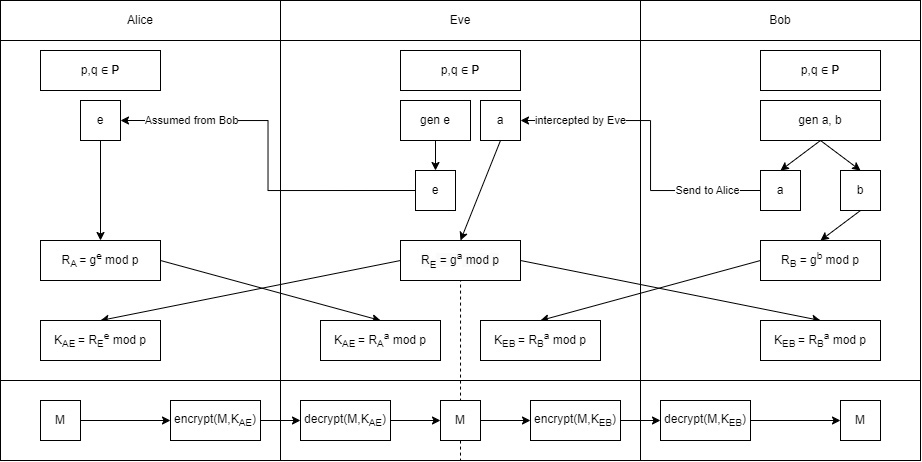 Alice
Eve
Bob
p,q ∈ P
p,q ∈ P
p,q ∈ P
e
Assumed from Bob
gen e
a
intercepted by Eve
gen a, b
e
Send to Alice
a
b
R_A = g^e mod p
R_E = g^a mod p
R_B = g^b mod p
K_AE = R_E^e mod p
K_AE = R_A^a mod p
K_EB = R_B^a mod p
K_EB = R_B^a mod p
M
encrypt(M,K_AE)
decrypt(M,K_AE)
M
encrypt(M,K_EB)
decrypt(M,K_EB)
M